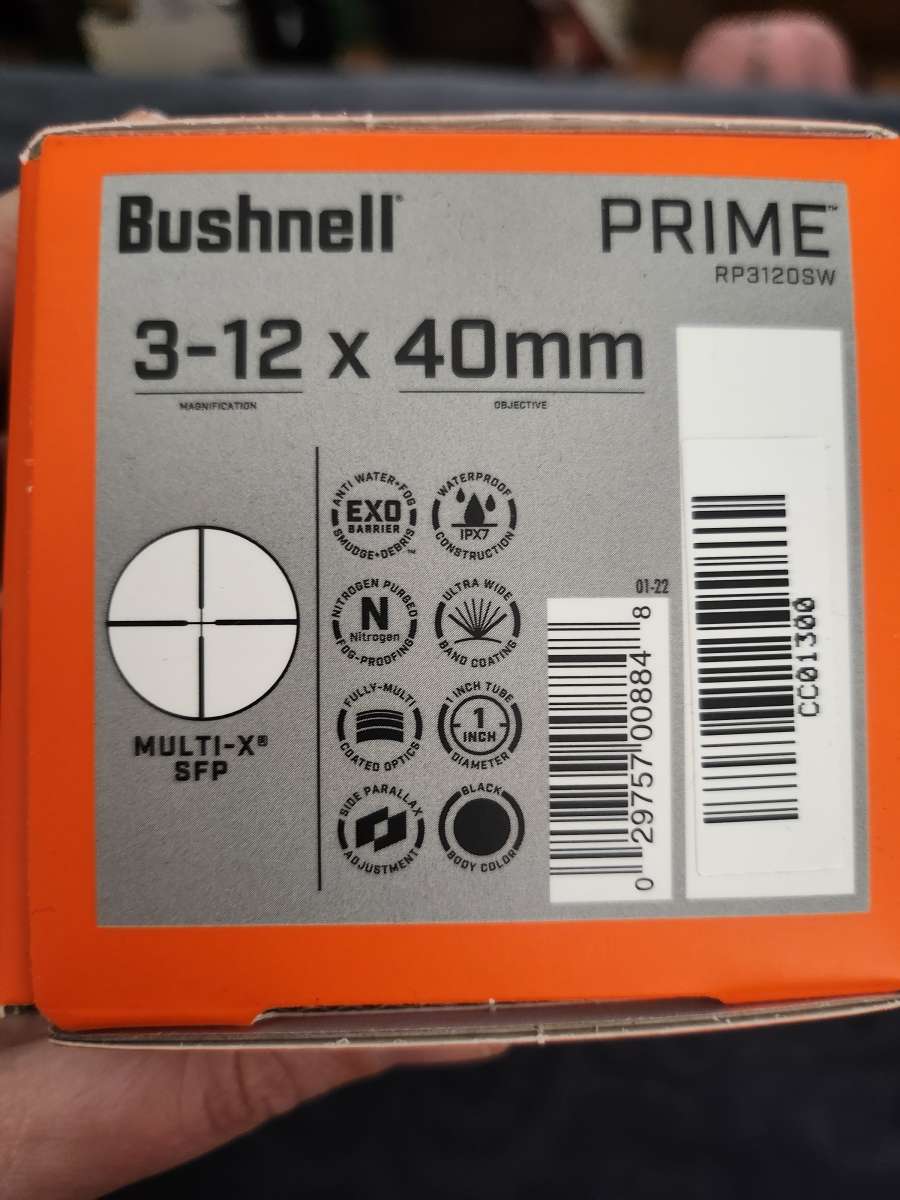 Bushnell®
PRIME™
RP3120SW
3-12 x 40mm
MAGNIFICATION
OBJECTIVE
MULTI-X®
SFP
ANTI WATER+FOG
EXO
BARRIER
SMUDGE+DEBRIS™
WATERPROOF
IPX7
CONSTRUCTION
NITROGEN PURGED
N
Nitrogen
FOG-PROOFING
ULTRA WIDE
BAND COATING
FULLY-MULTI
COATED OPTICS
1 INCH TUBE
1
INCH
DIAMETER
SIDE PARALLAX
ADJUSTMENT
BLACK
BODY COLOR
01-22
0 29757 00884 8
CC01300